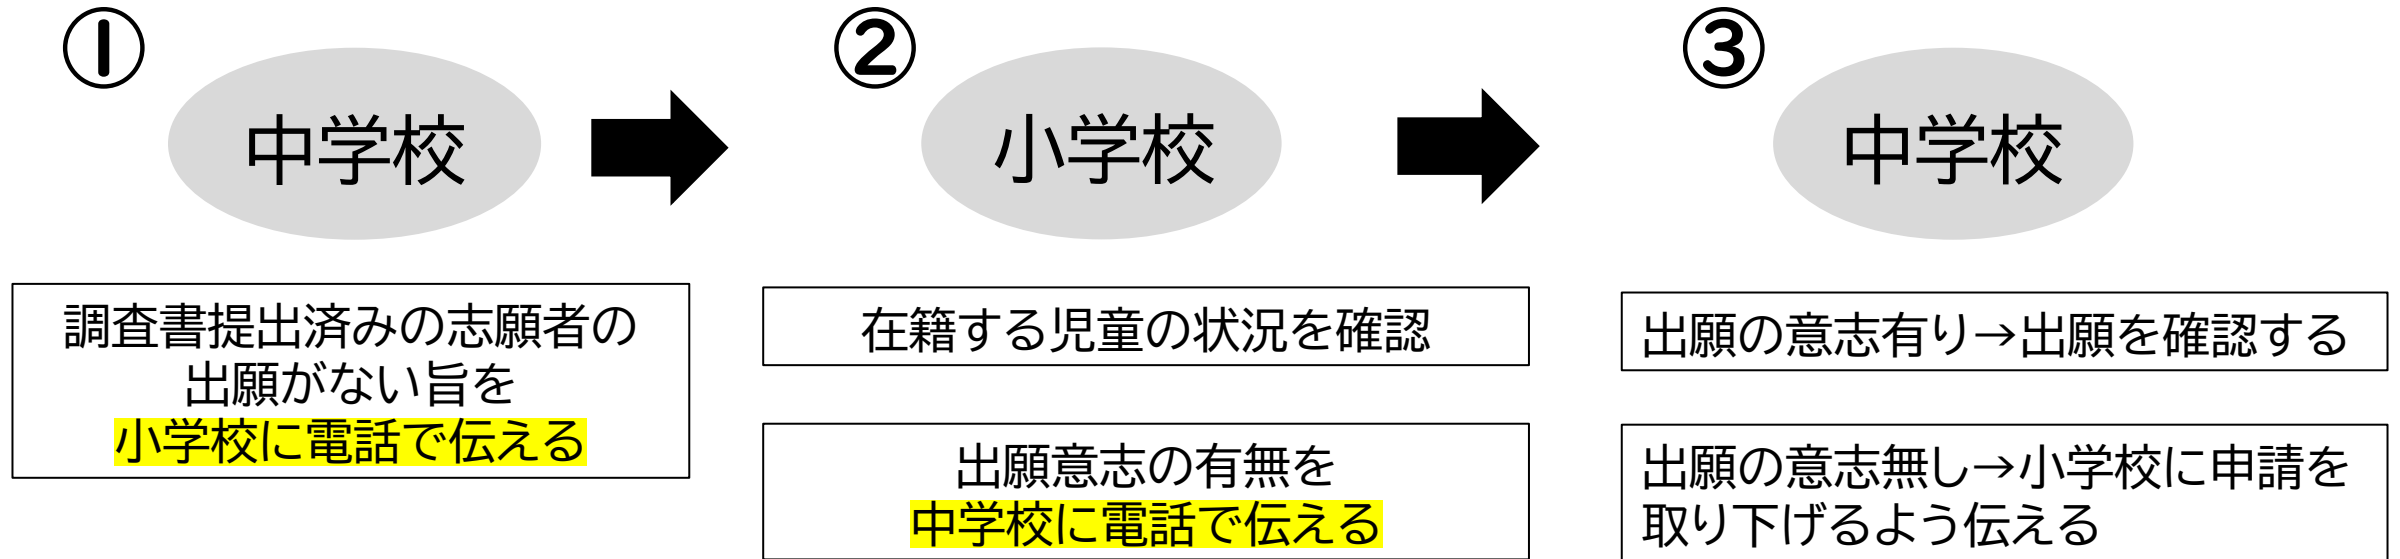 ①
中学校
調査書提出済みの志願者の
出願がない旨を
小学校に電話で伝える
②
小学校
在籍する児童の状況を確認
出願意志の有無を
中学校に電話で伝える
③
中学校
出願の意志有り→出願を確認する
出願の意志無し→小学校に申請を
取り下げるよう伝える